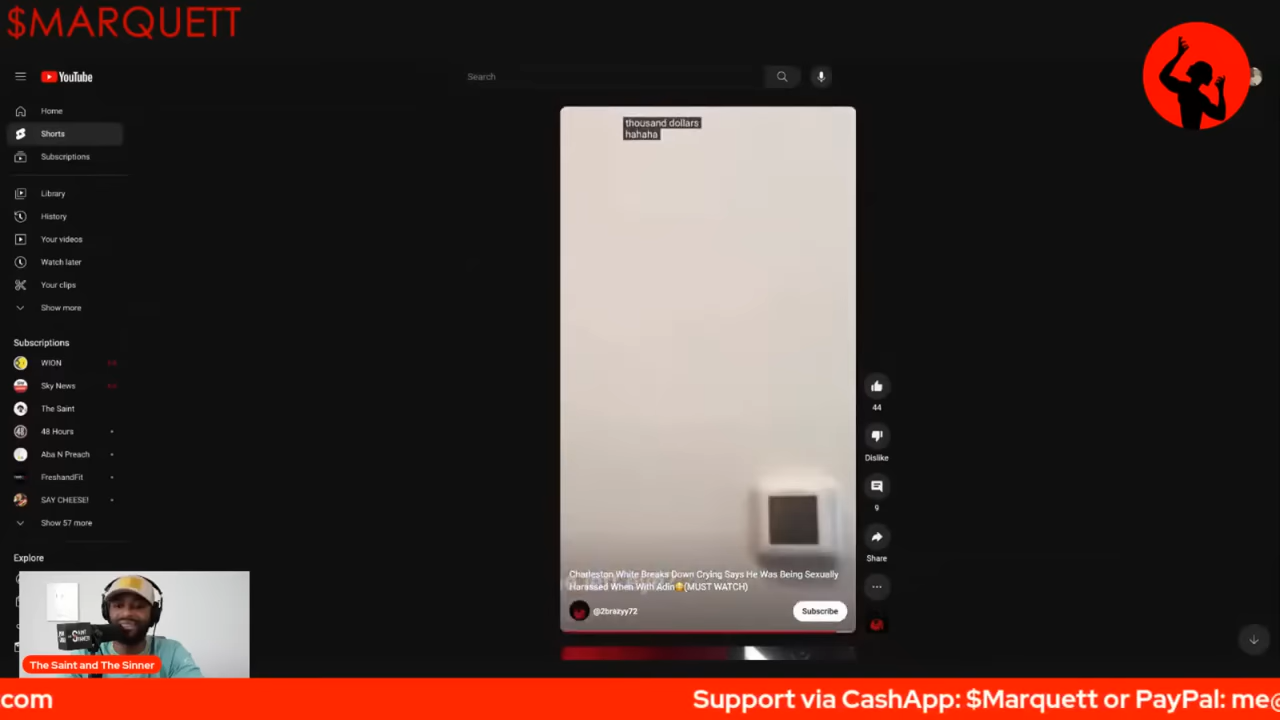 $MARQUETT
YouTube
Search
Home
Shorts
Subscriptions
Library
History
Your videos
Watch later
Your clips
Show more
Subscriptions
WION
Sky News
The Saint
48 Hours
Aba N Preach
FreshandFit
SAY CHEESE!
Show 57 more
Explore
thousand dollars
hahaha
44
Dislike
9
Share
Charleston White Breaks Down Crying Says He Was Being Sexually
Harassed When With Adin😳(MUST WATCH)
@2brazyy72
Subscribe
SAINT
SINNER
The Saint and The Sinner
com
Support via CashApp: $Marquett or PayPal: me@